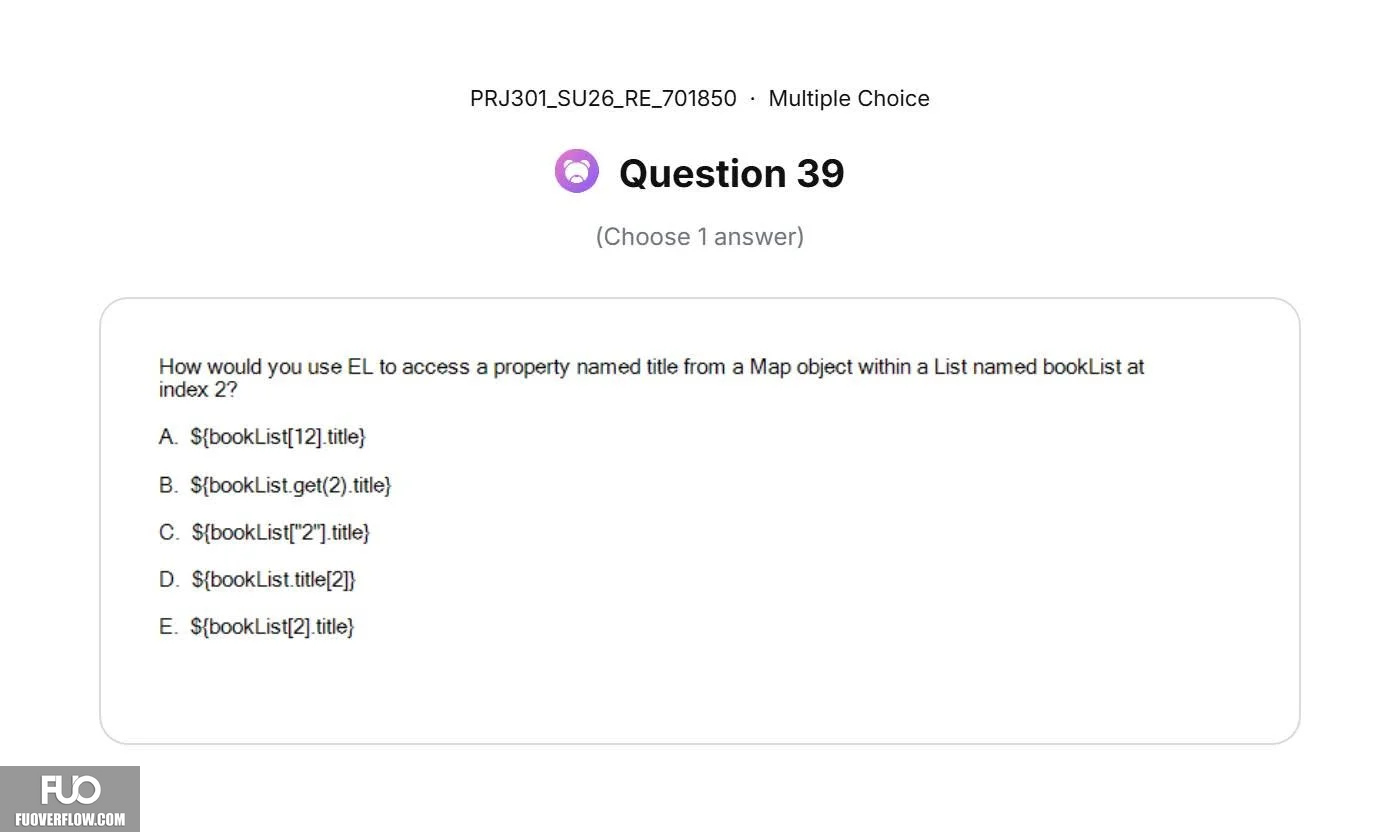 PRJ301_SU26_RE_701850 · Multiple Choice
Question 39
(Choose 1 answer)
How would you use EL to access a property named title from a Map object within a List named bookList at
index 2?
A. ${bookList[12].title}
B. ${bookList.get(2).title}
C. ${bookList["2"].title}
D. ${bookList.title[2]}
E. ${bookList[2].title}
FUO
FUOVERFLOW.COM